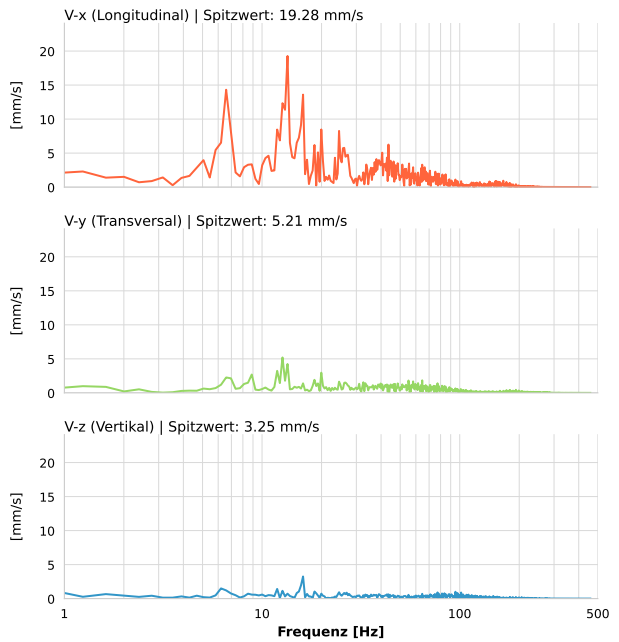 V-x (Longitudinal) | Spitzwert: 19.28 mm/s
20
15
10
5
0
[mm/s]
V-y (Transversal) | Spitzwert: 5.21 mm/s
20
15
10
5
0
[mm/s]
V-z (Vertikal) | Spitzwert: 3.25 mm/s
20
15
10
5
0
[mm/s]
1 10 100 500
Frequenz [Hz]